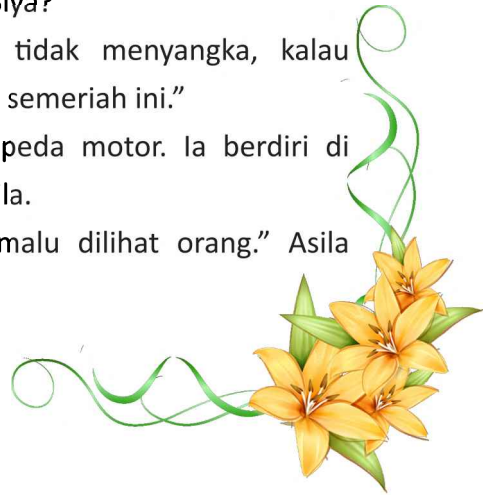 tidak menyangka, kalau
semeriah ini.”
peda motor. Ia berdiri di
la.
malu dilihat orang.” Asila